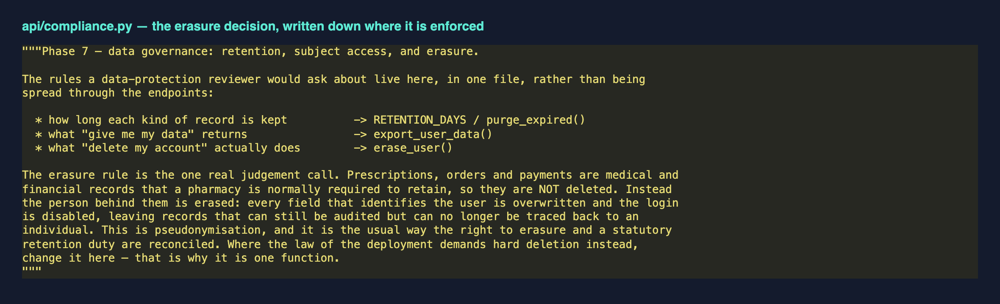 api/compliance.py — the erasure decision, written down where it is enforced
"""Phase 7 — data governance: retention, subject access, and erasure.
The rules a data-protection reviewer would ask about live here, in one file, rather than being
spread through the endpoints:
* how long each kind of record is kept -> RETENTION_DAYS / purge_expired()
* what "give me my data" returns -> export_user_data()
* what "delete my account" actually does -> erase_user()
The erasure rule is the one real judgement call. Prescriptions, orders and payments are medical and
financial records that a pharmacy is normally required to retain, so they are NOT deleted. Instead
the person behind them is erased: every field that identifies the user is overwritten and the login
is disabled, leaving records that can still be audited but can no longer be traced back to an
individual. This is pseudonymisation, and it is the usual way the right to erasure and a statutory
retention duty are reconciled. Where the law of the deployment demands hard deletion instead,
change it here — that is why it is one function.
"""